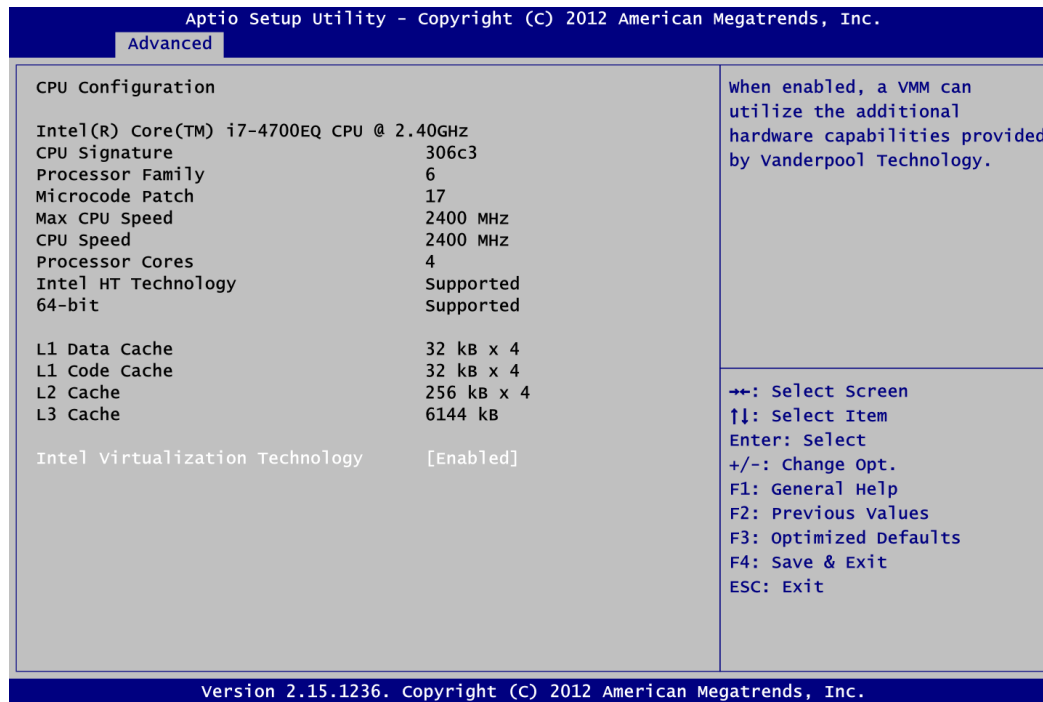 Aptio Setup Utility - Copyright (C) 2012 American Megatrends, Inc.
Advanced
CPU Configuration
Intel(R) Core(TM) i7-4700EQ CPU @ 2.40GHz
CPU Signature 306c3
Processor Family 6
Microcode Patch 17
Max CPU Speed 2400 MHz
CPU Speed 2400 MHz
Processor Cores 4
Intel HT Technology Supported
64-bit Supported
L1 Data Cache 32 kB x 4
L1 Code Cache 32 kB x 4
L2 Cache 256 kB x 4
L3 Cache 6144 kB
Intel Virtualization Technology [Enabled]
When enabled, a VMM can
utilize the additional
hardware capabilities provided
by Vanderpool Technology.
→←: Select Screen
↑↓: Select Item
Enter: Select
+/-: Change Opt.
F1: General Help
F2: Previous Values
F3: Optimized Defaults
F4: Save & Exit
ESC: Exit
Version 2.15.1236. Copyright (C) 2012 American Megatrends, Inc.